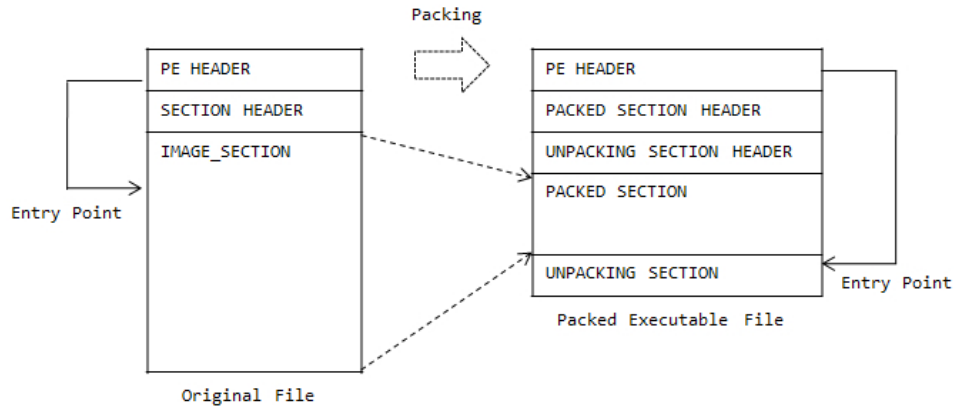 Packing
PE HEADER
SECTION HEADER
IMAGE_SECTION
Entry Point
Original File
PE HEADER
PACKED SECTION HEADER
UNPACKING SECTION HEADER
PACKED SECTION
UNPACKING SECTION
Entry Point
Packed Executable File